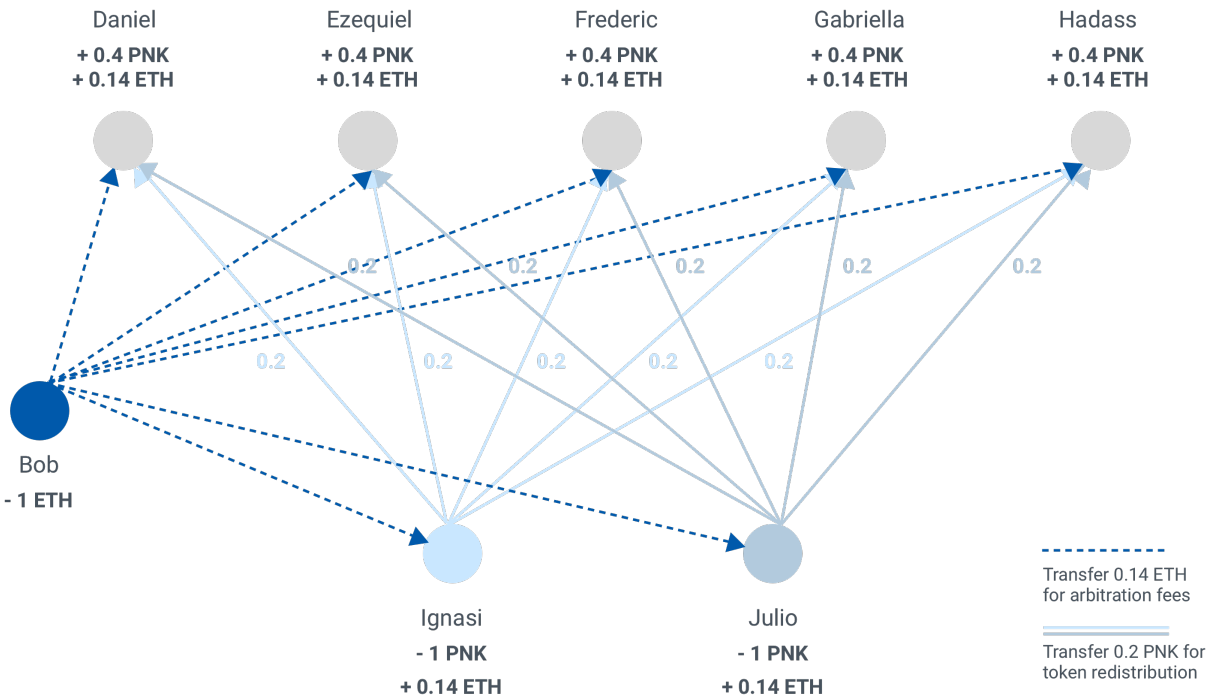 Daniel
Ezequiel
Frederic
Gabriella
Hadass
+ 0.4 PNK
+ 0.14 ETH
+ 0.4 PNK
+ 0.14 ETH
+ 0.4 PNK
+ 0.14 ETH
+ 0.4 PNK
+ 0.14 ETH
+ 0.4 PNK
+ 0.14 ETH
0.2
0.2
0.2
0.2
0.2
0.2
0.2
0.2
0.2
0.2
Bob
- 1 ETH
Ignasi
- 1 PNK
+ 0.14 ETH
Julio
- 1 PNK
+ 0.14 ETH
Transfer 0.14 ETH
for arbitration fees
Transfer 0.2 PNK for
token redistribution